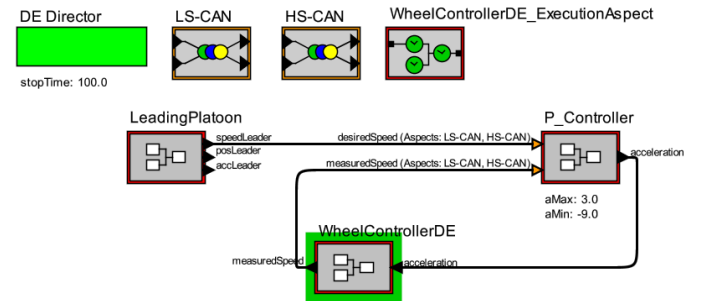 DE Director
LS-CAN
HS-CAN
WheelControllerDE_ExecutionAspect
stopTime: 100.0
LeadingPlatoon
P_Controller
speedLeader
desiredSpeed (Aspects: LS-CAN, HS-CAN)
posLeader
acceleration
accLeader
measuredSpeed (Aspects: LS-CAN, HS-CAN)
aMax: 3.0
aMin: -9.0
WheelControllerDE
measuredSpeed
acceleration